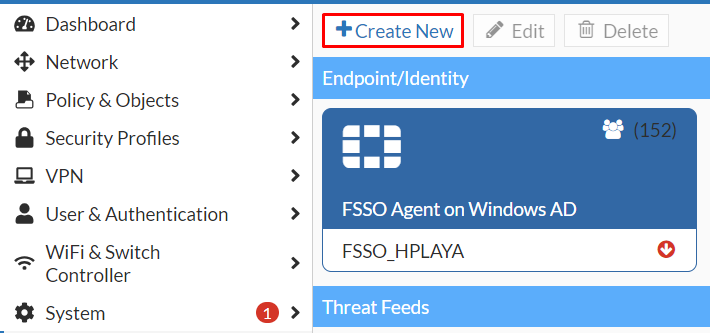 Dashboard
Network
Policy & Objects
Security Profiles
VPN
User & Authentication
WiFi & Switch
Controller
System 1
Create New Edit Delete
Endpoint/Identity
(152)
FSSO Agent on Windows AD
FSSO_HPLAYA
Threat Feeds